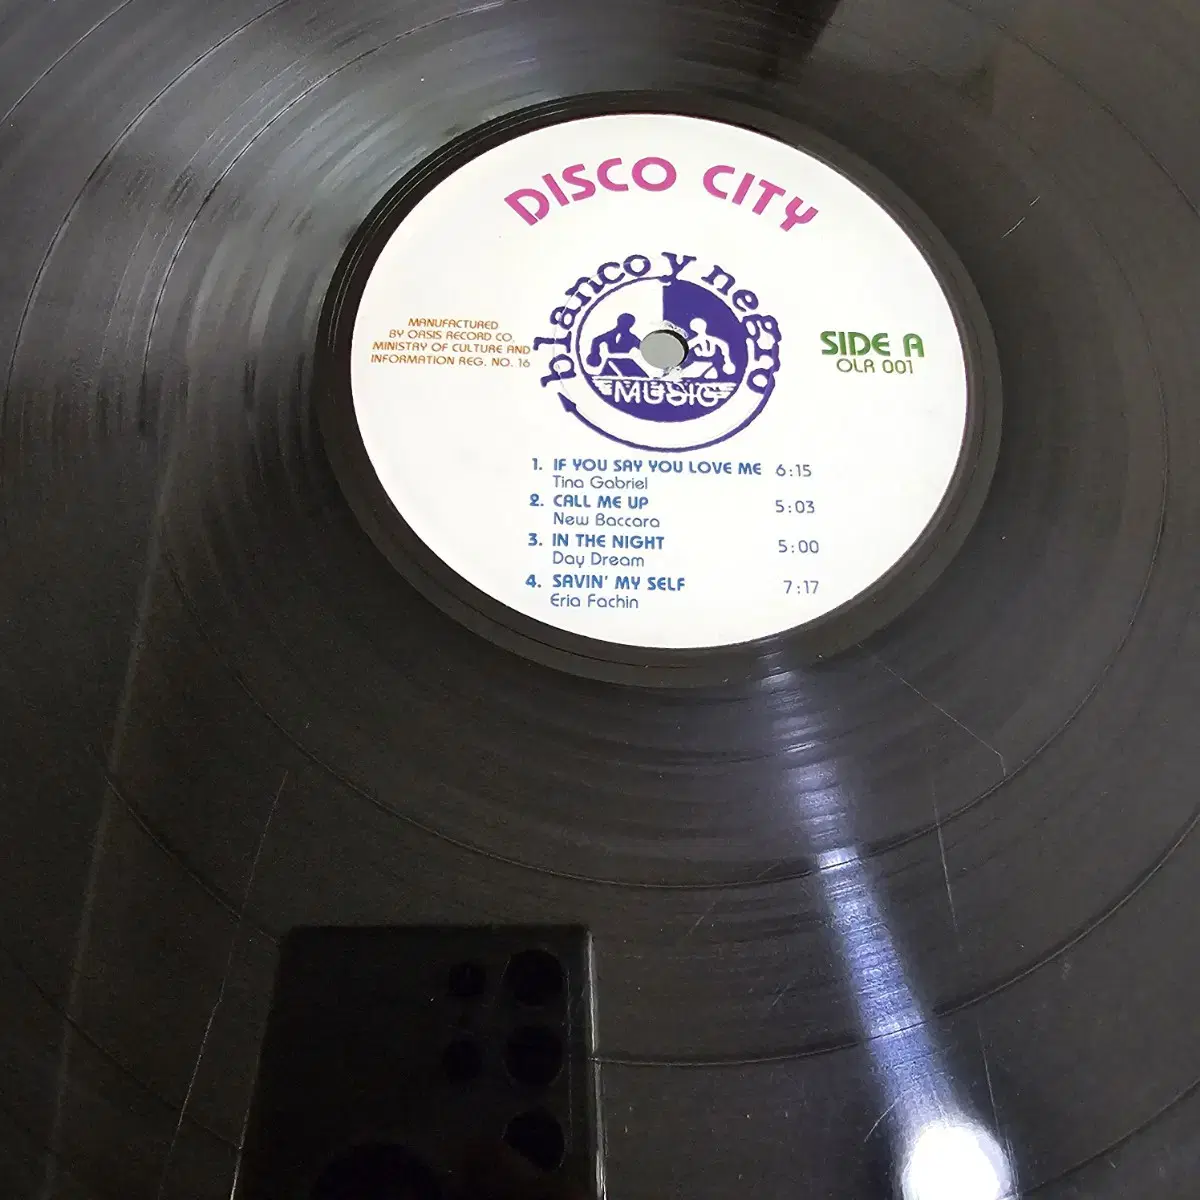 DISCO CITY
blanco y negro
MUSIC
MANUFACTURED
BY OASIS RECORD CO,
MINISTRY OF CULTURE AND
INFORMATION REG. NO. 16
SIDE A
OLR 001
1. IF YOU SAY YOU LOVE ME 6:15
Tina Gabriel
2. CALL ME UP 5:03
New Baccara
3. IN THE NIGHT 5:00
Day Dream
4. SAVIN' MY SELF 7:17
Eria Fachin